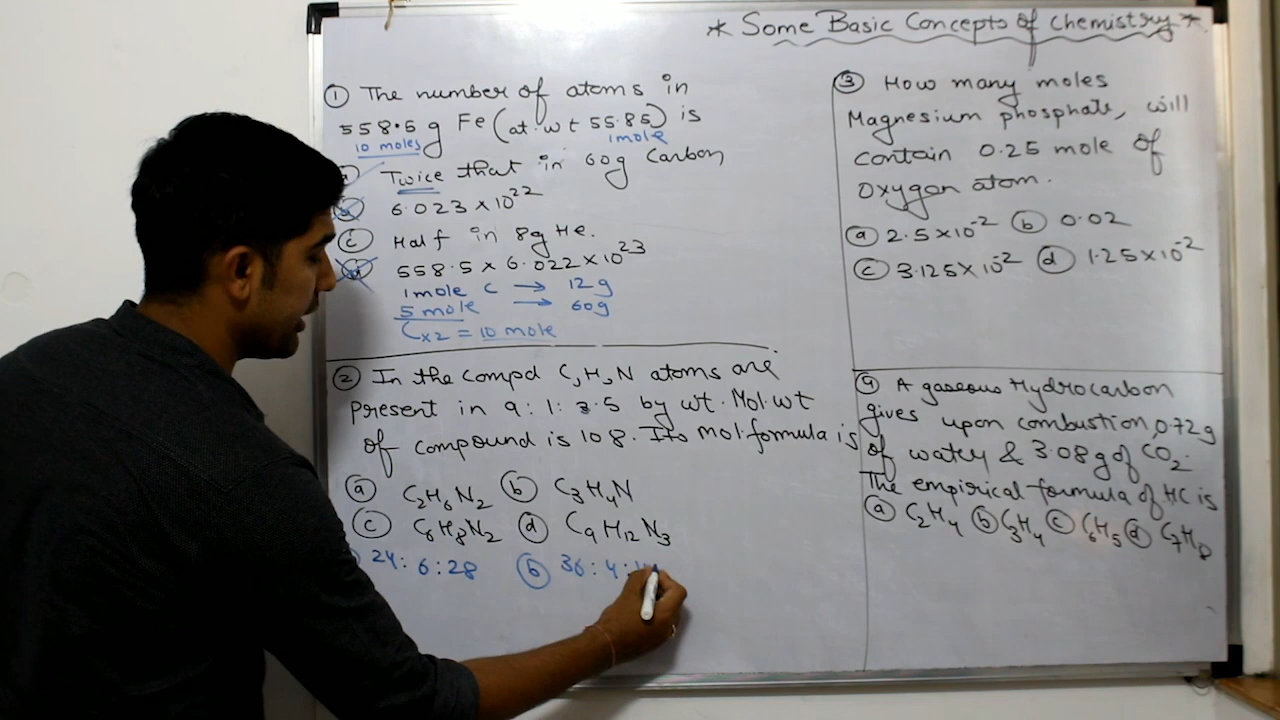 * Some Basic Concepts of Chemistry *.
① The number of atoms in
558.5 g Fe (at. wt 55.85) is
10 moles 1mole
Twice that in 60g Carbon
6.023 × 10²²
ⓒ Half in 8g He.
ⓓ 558.5 × 6.022 × 10²³
1mole C → 12 g
5 mole → 60g
×2 = 10 mole
② In the Compd C, H, N atoms are
present in 9:1:3.5 by wt. Mol. wt
of compound is 108. Its mol. formula is
ⓐ C₂H₆N₂ ⓑ C₃H₄N
ⓒ C₆H₈N₂ ⓓ C₉H₁₂N₃
24: 6:28 ⓑ 36: 4:
③ How many moles
Magnesium phosphate, will
contain 0.25 mole of
Oxygen atom.
ⓐ 2.5×10⁻² ⓑ 0.02
ⓒ 3.125×10⁻² ⓓ 1.25×10⁻²
④ A gaseous Hydrocarbon
gives upon combustion 0.72g
of water & 3.08g of CO₂.
The empirical formula of HC is
ⓐ C₂H₄ ⓑ C₃H₄ ⓒ C₆H₅ ⓓ C₇H₈